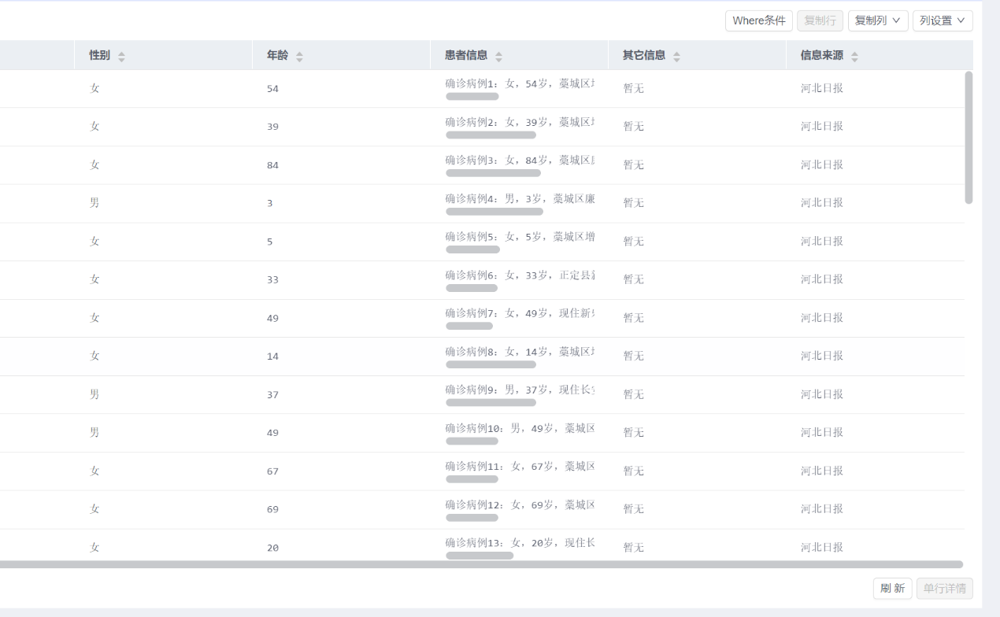 Where条件 复制行 复制列 列设置
性别 年龄 患者信息 其它信息 信息来源
女 54 确诊病例1：女，54岁，藁城区 暂无 河北日报
女 39 确诊病例2：女，39岁，藁城区 暂无 河北日报
女 84 确诊病例3：女，84岁，藁城区 暂无 河北日报
男 3 确诊病例4：男，3岁，藁城区廉 暂无 河北日报
女 5 确诊病例5：女，5岁，藁城区增 暂无 河北日报
女 33 确诊病例6：女，33岁，正定县 暂无 河北日报
女 49 确诊病例7：女，49岁，现住新 暂无 河北日报
女 14 确诊病例8：女，14岁，藁城区 暂无 河北日报
男 37 确诊病例9：男，37岁，现住长 暂无 河北日报
男 49 确诊病例10：男，49岁，藁城区 暂无 河北日报
女 67 确诊病例11：女，67岁，藁城区 暂无 河北日报
女 69 确诊病例12：女，69岁，藁城区 暂无 河北日报
女 20 确诊病例13：女，20岁，现住长 暂无 河北日报
刷 新 单行详情